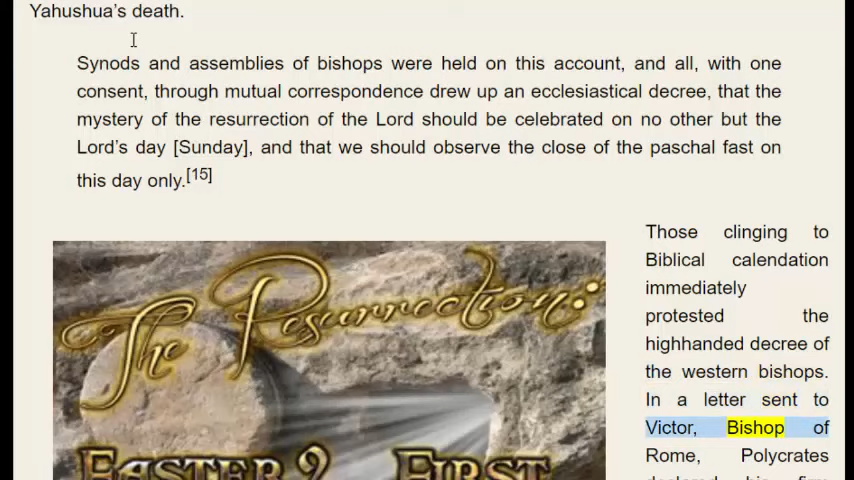 Yahushua’s death.
Synods and assemblies of bishops were held on this account, and all, with one
consent, through mutual correspondence drew up an ecclesiastical decree, that the
mystery of the resurrection of the Lord should be celebrated on no other but the
Lord’s day [Sunday], and that we should observe the close of the paschal fast on
this day only.[15]
The Resurrection:
EASTER? FIRST
Those clinging to
Biblical calendation
immediately
protested the
highhanded decree of
the western bishops.
In a letter sent to
Victor, Bishop of
Rome, Polycrates
declared his firm